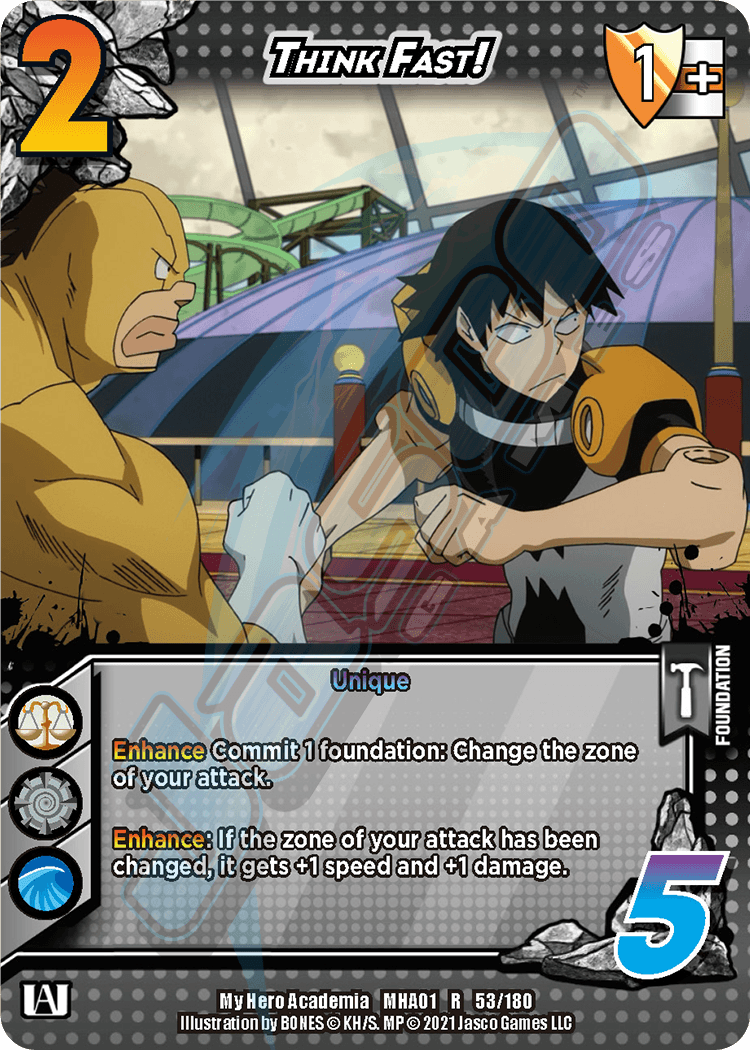 2
THINK FAST!
1 +
TM
Unique
FOUNDATION
Enhance Commit 1 foundation: Change the zone
of your attack.
Enhance: If the zone of your attack has been
changed, it gets +1 speed and +1 damage.
5
UA
My Hero Academia MHA01 R 53/180
Illustration by BONES © KH/S. MP © 2021 Jasco Games LLC